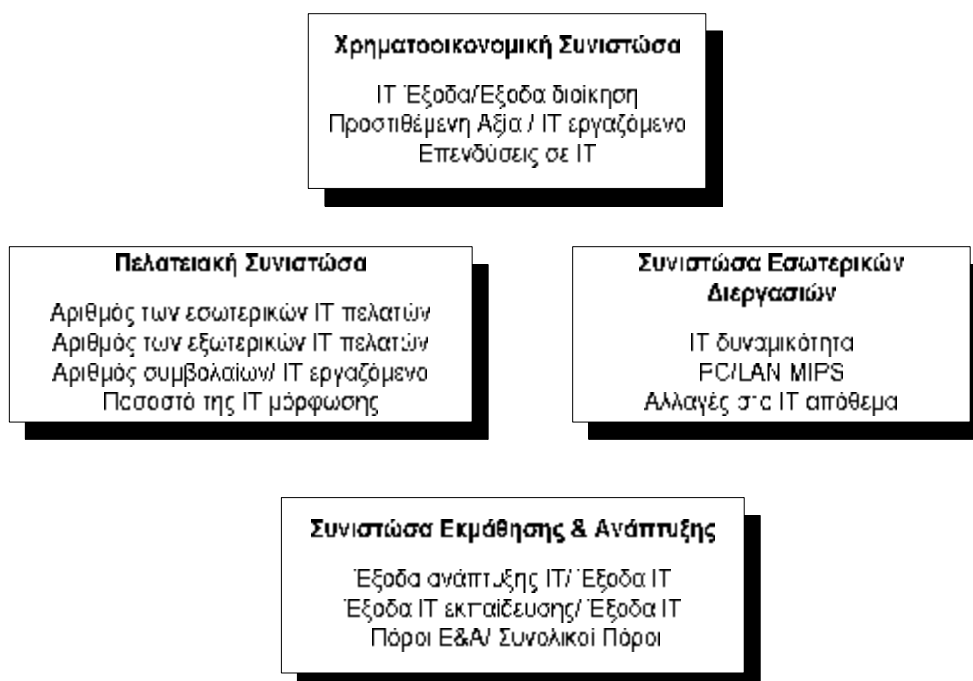 Χρηματοοικονομική Συνιστώσα
IT Έξοδα/Έξοδα διοίκηση
Προστιθέμενη Αξία / IT εργαζόμενο
Επενδύσεις σε IT
Πελατειακή Συνιστώσα
Αριθμός των εσωτερικών IT πελατών
Αριθμός των εξωτερικών IT πελατών
Αριθμός συμβολαίων/ IT εργαζόμενο
Ποσοστό της IT μόρφωσης
Συνιστώσα Εσωτερικών
Διεργασιών
IT δυναμικότητα
PC/LAN MIPS
Αλλαγές στο IT απόθεμα
Συνιστώσα Εκμάθησης & Ανάπτυξης
Έξοδα ανάπτυξης IT/ Έξοδα IT
Έξοδα IT εκπαίδευσης/ Έξοδα IT
Πόροι Ε&Α/ Συνολικοί Πόροι